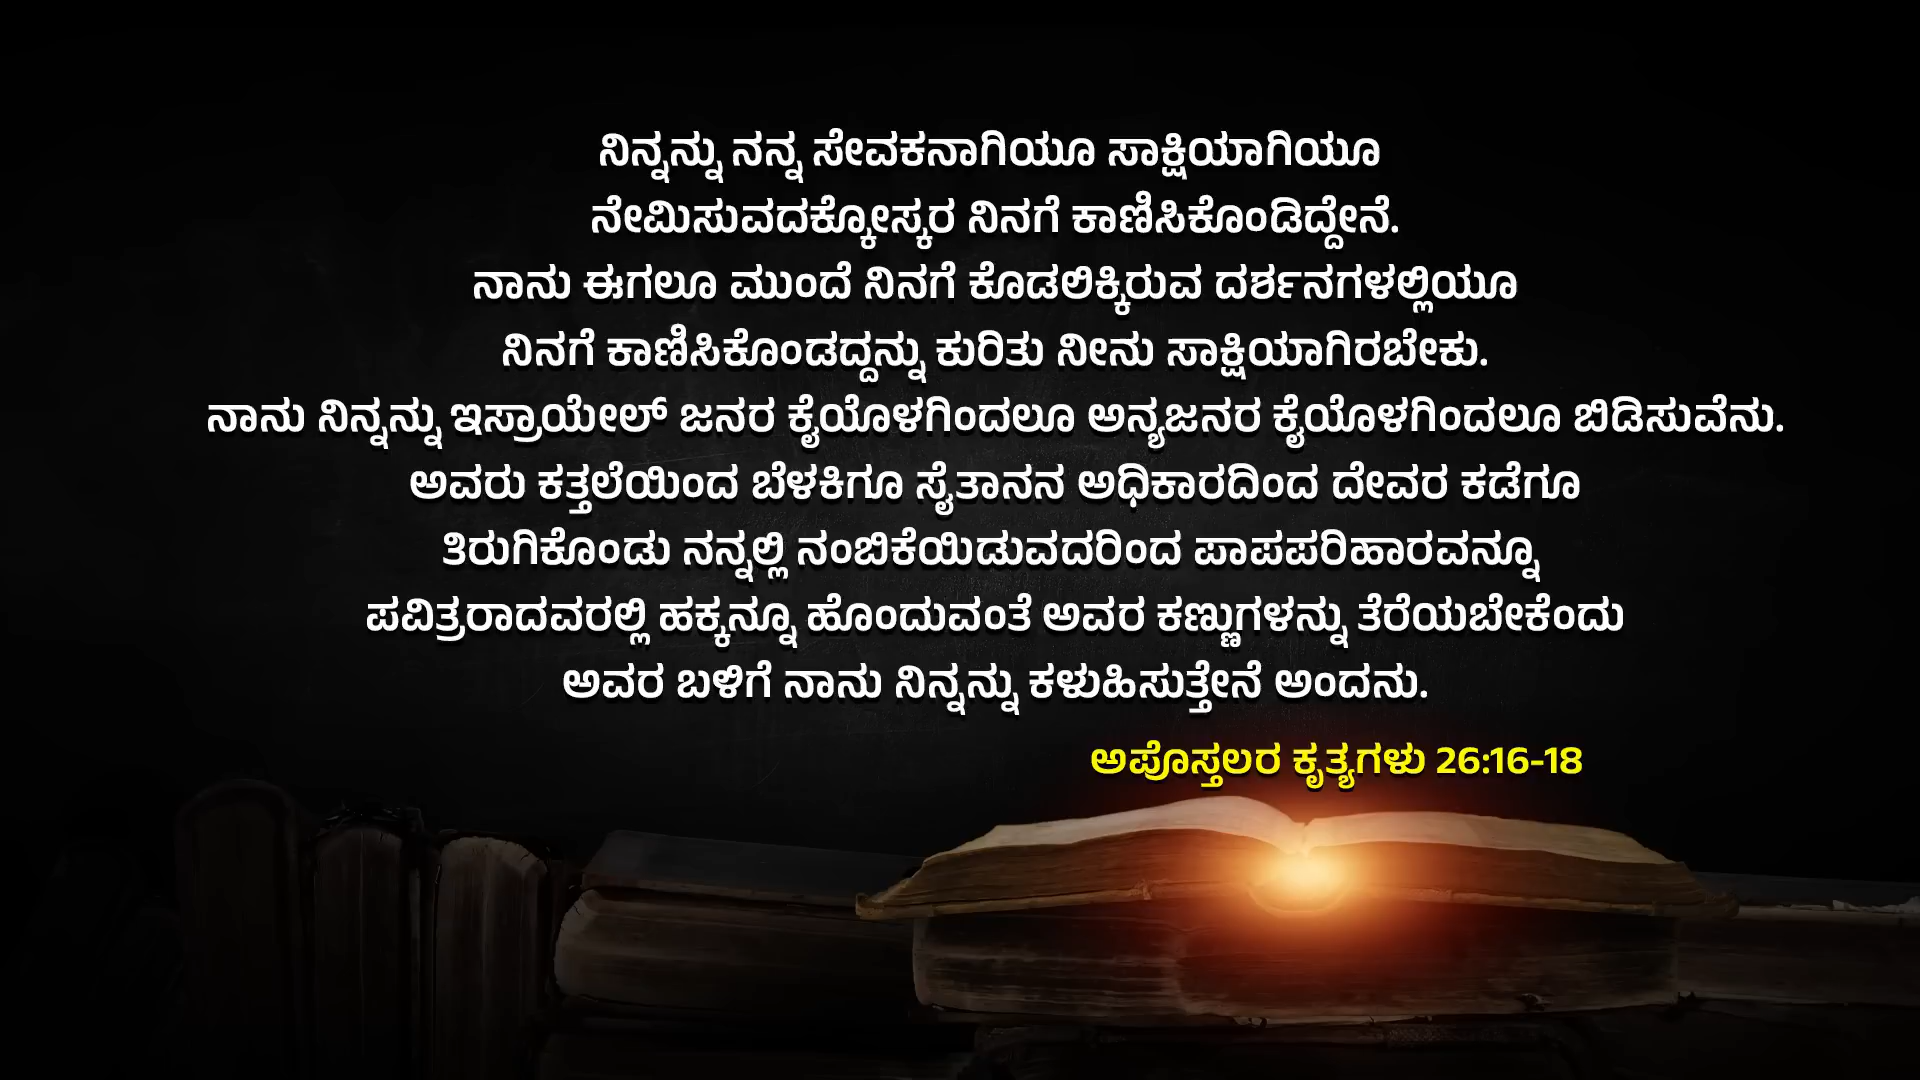 ನಿನ್ನನ್ನು ನನ್ನ ಸೇವಕನಾಗಿಯೂ ಸಾಕ್ಷಿಯಾಗಿಯೂ
ನೇಮಿಸುವದಕ್ಕೋಸ್ಕರ ನಿನಗೆ ಕಾಣಿಸಿಕೊಂಡಿದ್ದೇನೆ.
ನಾನು ಈಗಲೂ ಮುಂದೆ ನಿನಗೆ ಕೊಡಲಿಕ್ಕಿರುವ ದರ್ಶನಗಳಲ್ಲಿಯೂ
ನಿನಗೆ ಕಾಣಿಸಿಕೊಂಡದ್ದನ್ನು ಕುರಿತು ನೀನು ಸಾಕ್ಷಿಯಾಗಿರಬೇಕು.
ನಾನು ನಿನ್ನನ್ನು ಇಸ್ರಾಯೇಲ್ ಜನರ ಕೈಯೊಳಗಿಂದಲೂ ಅನ್ಯಜನರ ಕೈಯೊಳಗಿಂದಲೂ ಬಿಡಿಸುವೆನು.
ಅವರು ಕತ್ತಲೆಯಿಂದ ಬೆಳಕಿಗೂ ಸೈತಾನನ ಅಧಿಕಾರದಿಂದ ದೇವರ ಕಡೆಗೂ
ತಿರುಗಿಕೊಂಡು ನನ್ನಲ್ಲಿ ನಂಬಿಕೆಯಿಡುವದರಿಂದ ಪಾಪಪರಿಹಾರವನ್ನೂ
ಪವಿತ್ರರಾದವರಲ್ಲಿ ಹಕ್ಕನ್ನೂ ಹೊಂದುವಂತೆ ಅವರ ಕಣ್ಣುಗಳನ್ನು ತೆರೆಯಬೇಕೆಂದು
ಅವರ ಬಳಿಗೆ ನಾನು ನಿನ್ನನ್ನು ಕಳುಹಿಸುತ್ತೇನೆ ಅಂದನು.
ಅಪೊಸ್ತಲರ ಕೃತ್ಯಗಳು 26:16-18